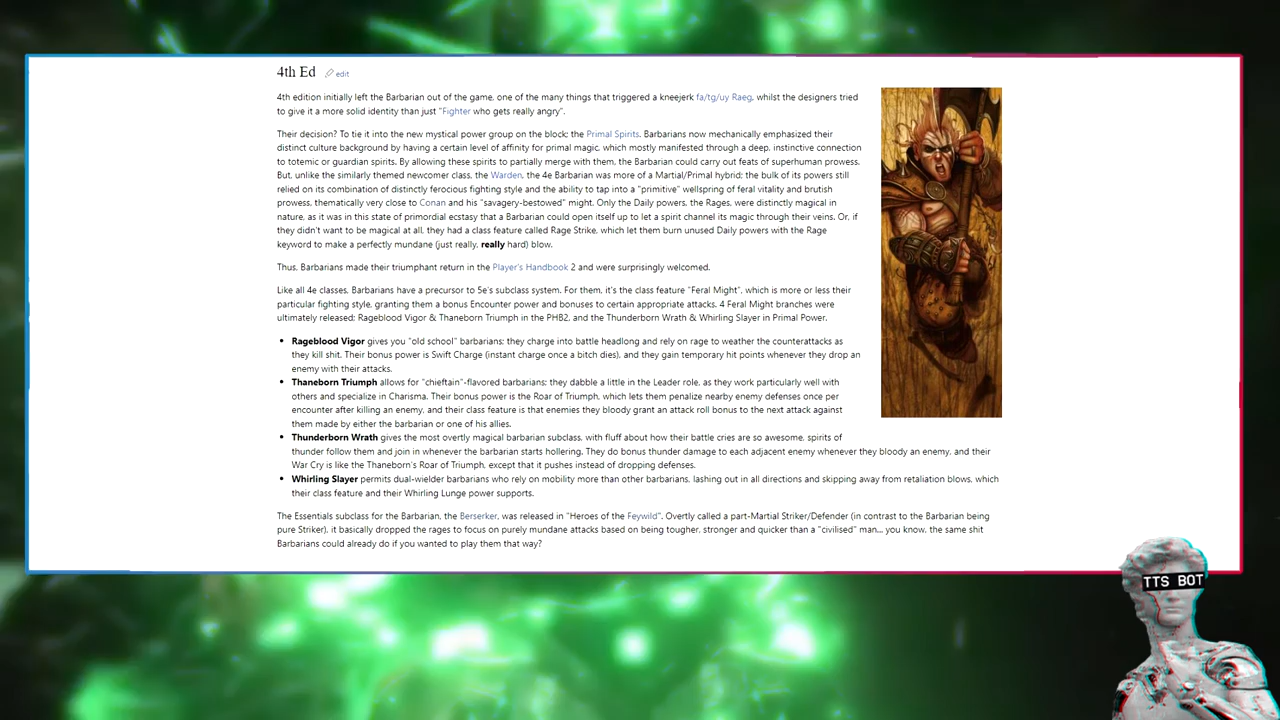 4th Ed edit
4th edition initially left the Barbarian out of the game, one of the many things that triggered a kneejerk fa/tg/uy Raeg, whilst the designers tried
to give it a more solid identity than just "Fighter who gets really angry".
Their decision? To tie it into the new mystical power group on the block; the Primal Spirits. Barbarians now mechanically emphasized their
distinct culture background by having a certain level of affinity for primal magic, which mostly manifested through a deep, instinctive connection
to totemic or guardian spirits. By allowing these spirits to partially merge with them, the Barbarian could carry out feats of superhuman prowess.
But, unlike the similarly themed newcomer class, the Warden, the 4e Barbarian was more of a Martial/Primal hybrid; the bulk of its powers still
relied on its combination of distinctly ferocious fighting style and the ability to tap into a "primitive" wellspring of feral vitality and brutish
prowess, thematically very close to Conan and his "savagery-bestowed" might. Only the Daily powers, the Rages, were distinctly magical in
nature, as it was in this state of primordial ecstasy that a Barbarian could open itself up to let a spirit channel its magic through their veins. Or, if
they didn't want to be magical at all, they had a class feature called Rage Strike, which let them burn unused Daily powers with the Rage
keyword to make a perfectly mundane (just really, really hard) blow.
Thus, Barbarians made their triumphant return in the Player's Handbook 2 and were surprisingly welcomed.
Like all 4e classes, Barbarians have a precursor to 5e's subclass system. For them, it's the class feature "Feral Might", which is more or less their
particular fighting style, granting them a bonus Encounter power and bonuses to certain appropriate attacks. 4 Feral Might branches were
ultimately released; Rageblood Vigor & Thaneborn Triumph in the PHB2, and the Thunderborn Wrath & Whirling Slayer in Primal Power.
• Rageblood Vigor gives you "old school" barbarians; they charge into battle headlong and rely on rage to weather the counterattacks as
they kill shit. Their bonus power is Swift Charge (instant charge once a bitch dies), and they gain temporary hit points whenever they drop an
enemy with their attacks.
• Thaneborn Triumph allows for "chieftain"-flavored barbarians; they dabble a little in the Leader role, as they work particularly well with
others and specialize in Charisma. Their bonus power is the Roar of Triumph, which lets them penalize nearby enemy defenses once per
encounter after killing an enemy, and their class feature is that enemies they bloody grant an attack roll bonus to the next attack against
them made by either the barbarian or one of his allies.
• Thunderborn Wrath gives the most overtly magical barbarian subclass, with fluff about how their battle cries are so awesome, spirits of
thunder follow them and join in whenever the barbarian starts hollering. They do bonus thunder damage to each adjacent enemy whenever they bloody an enemy, and their
War Cry is like the Thaneborn's Roar of Triumph, except that it pushes instead of dropping defenses.
• Whirling Slayer permits dual-wielder barbarians who rely on mobility more than other barbarians, lashing out in all directions and skipping away from retaliation blows, which
their class feature and their Whirling Lunge power supports.
The Essentials subclass for the Barbarian, the Berserker, was released in "Heroes of the Feywild". Overtly called a part-Martial Striker/Defender (in contrast to the Barbarian being
pure Striker), it basically dropped the rages to focus on purely mundane attacks based on being tougher, stronger and quicker than a "civilised" man... you know, the same shit
Barbarians could already do if you wanted to play them that way?
TTS BOT